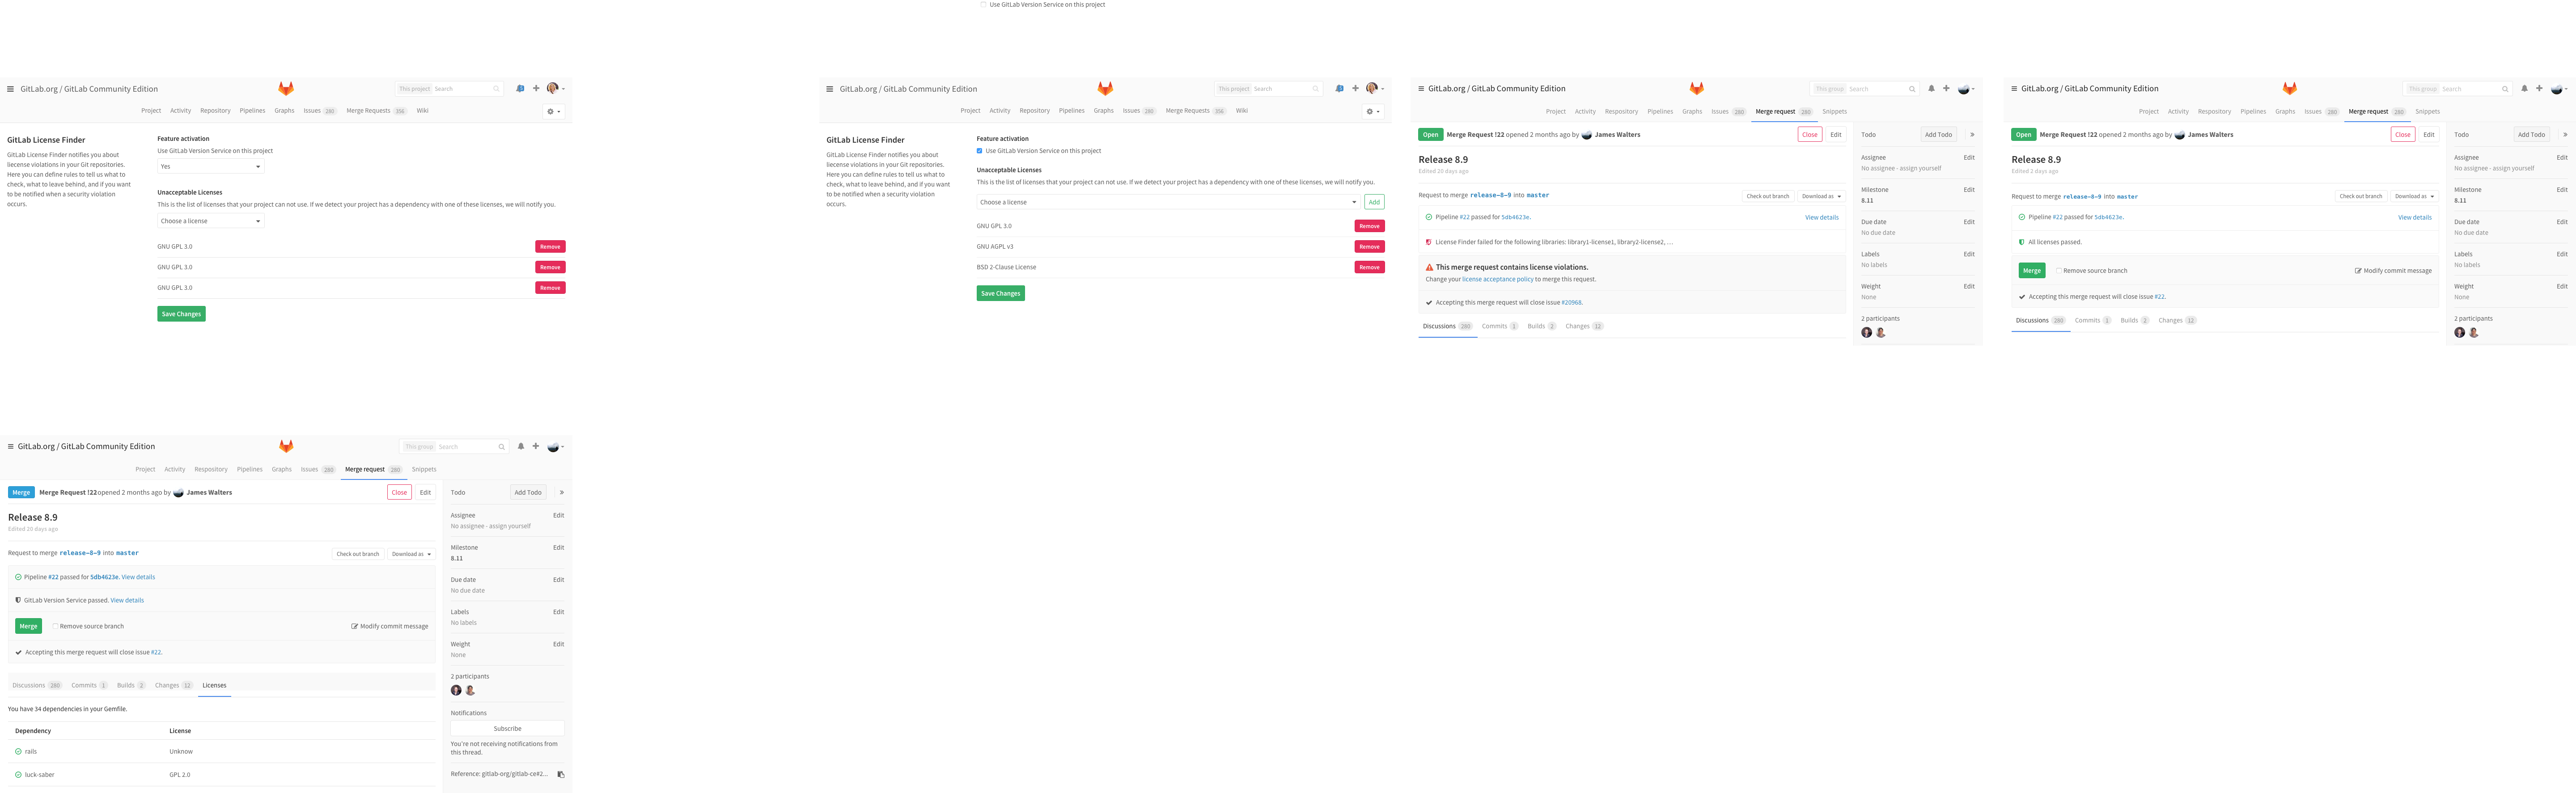 Use GitLab Version Service on this project
GitLab.org / GitLab Community Edition
This project Search
Project Activity Repository Pipelines Graphs Issues 280 Merge Requests 356 Wiki
GitLab License Finder
GitLab License Finder notifies you about
liecense violations in your Git repositories.
Here you can define rules to tell us what to
check, what to leave behind, and if you want
to be notified when a security violation
occurs.
Feature activation
Use GitLab Version Service on this project
Yes
Unacceptable Licenses
This is the list of licenses that your project can not use. If we detect your project has a dependency with one of these licenses, we will notify you.
Choose a license
GNU GPL 3.0 Remove
GNU GPL 3.0 Remove
GNU GPL 3.0 Remove
Save Changes
GitLab.org / GitLab Community Edition
This project Search
Project Activity Repository Pipelines Graphs Issues 280 Merge Requests 356 Wiki
GitLab License Finder
GitLab License Finder notifies you about
liecense violations in your Git repositories.
Here you can define rules to tell us what to
check, what to leave behind, and if you want
to be notified when a security violation
occurs.
Feature activation
Use GitLab Version Service on this project
Unacceptable Licenses
This is the list of licenses that your project can not use. If we detect your project has a dependency with one of these licenses, we will notify you.
Choose a license Add
GNU GPL 3.0 Remove
GNU AGPL v3 Remove
BSD 2-Clause License Remove
Save Changes
GitLab.org / GitLab Community Edition
This group Search
Project Activity Respository Pipelines Graphs Issues 280 Merge request 280 Snippets
Open Merge Request !22 opened 2 months ago by James Walters Close Edit
Release 8.9
Edited 20 days ago
Request to merge release-8-9 into master Check out branch Download as
Pipeline #22 passed for 5db4623e. View details
License Finder failed for the following libraries: library1-license1, library2-license2, …
This merge request contains license violations.
Change your license acceptance policy to merge this request.
Accepting this merge request will close issue #20968.
Discussions 280 Commits 1 Builds 2 Changes 12
Todo Add Todo »
Assignee Edit
No assignee - assign yourself
Milestone Edit
8.11
Due date Edit
No due date
Labels Edit
No labels
Weight Edit
None
2 participants
GitLab.org / GitLab Community Edition
This group Search
Project Activity Respository Pipelines Graphs Issues 280 Merge request 280 Snippets
Open Merge Request !22 opened 2 months ago by James Walters Close Edit
Release 8.9
Edited 2 days ago
Request to merge release-8-9 into master Check out branch Download as
Pipeline #22 passed for 5db4623e. View details
All licenses passed.
Merge Remove source branch Modify commit message
Accepting this merge request will close issue #22.
Discussions 280 Commits 1 Builds 2 Changes 12
Todo Add Todo »
Assignee Edit
No assignee - assign yourself
Milestone Edit
8.11
Due date Edit
No due date
Labels Edit
No labels
Weight Edit
None
2 participants
GitLab.org / GitLab Community Edition
This group Search
Project Activity Respository Pipelines Graphs Issues 280 Merge request 280 Snippets
Merge Merge Request !22 opened 2 months ago by James Walters Close Edit
Release 8.9
Edited 20 days ago
Request to merge release-8-9 into master Check out branch Download as
Pipeline #22 passed for 5db4623e. View details
GitLab Version Service passed. View details
Merge Remove source branch Modify commit message
Accepting this merge request will close issue #22.
Discussions 280 Commits 1 Builds 2 Changes 12 Licenses
You have 34 dependencies in your Gemfile.
Dependency License
rails Unknow
luck-saber GPL 2.0
Todo Add Todo »
Assignee Edit
No assignee - assign yourself
Milestone Edit
8.11
Due date Edit
No due date
Labels Edit
No labels
Weight Edit
None
2 participants
Notifications
Subscribe
You're not receiving notifications from
this thread.
Reference: gitlab-org/gitlab-ce#2...